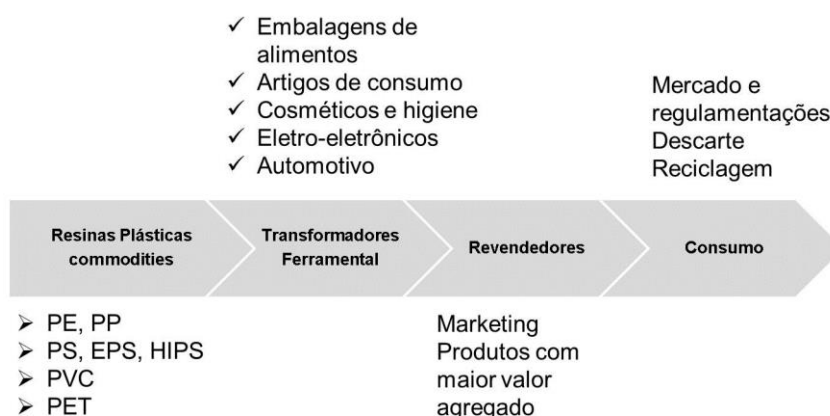 ✓ Embalagens de
alimentos
✓ Artigos de consumo
✓ Cosméticos e higiene
✓ Eletro-eletrônicos
✓ Automotivo
Mercado e
regulamentações
Descarte
Reciclagem
Resinas Plásticas
commodities
Transformadores
Ferramental
Revendedores
Consumo
➢ PE, PP
➢ PS, EPS, HIPS
➢ PVC
➢ PET
Marketing
Produtos com
maior valor
agregado